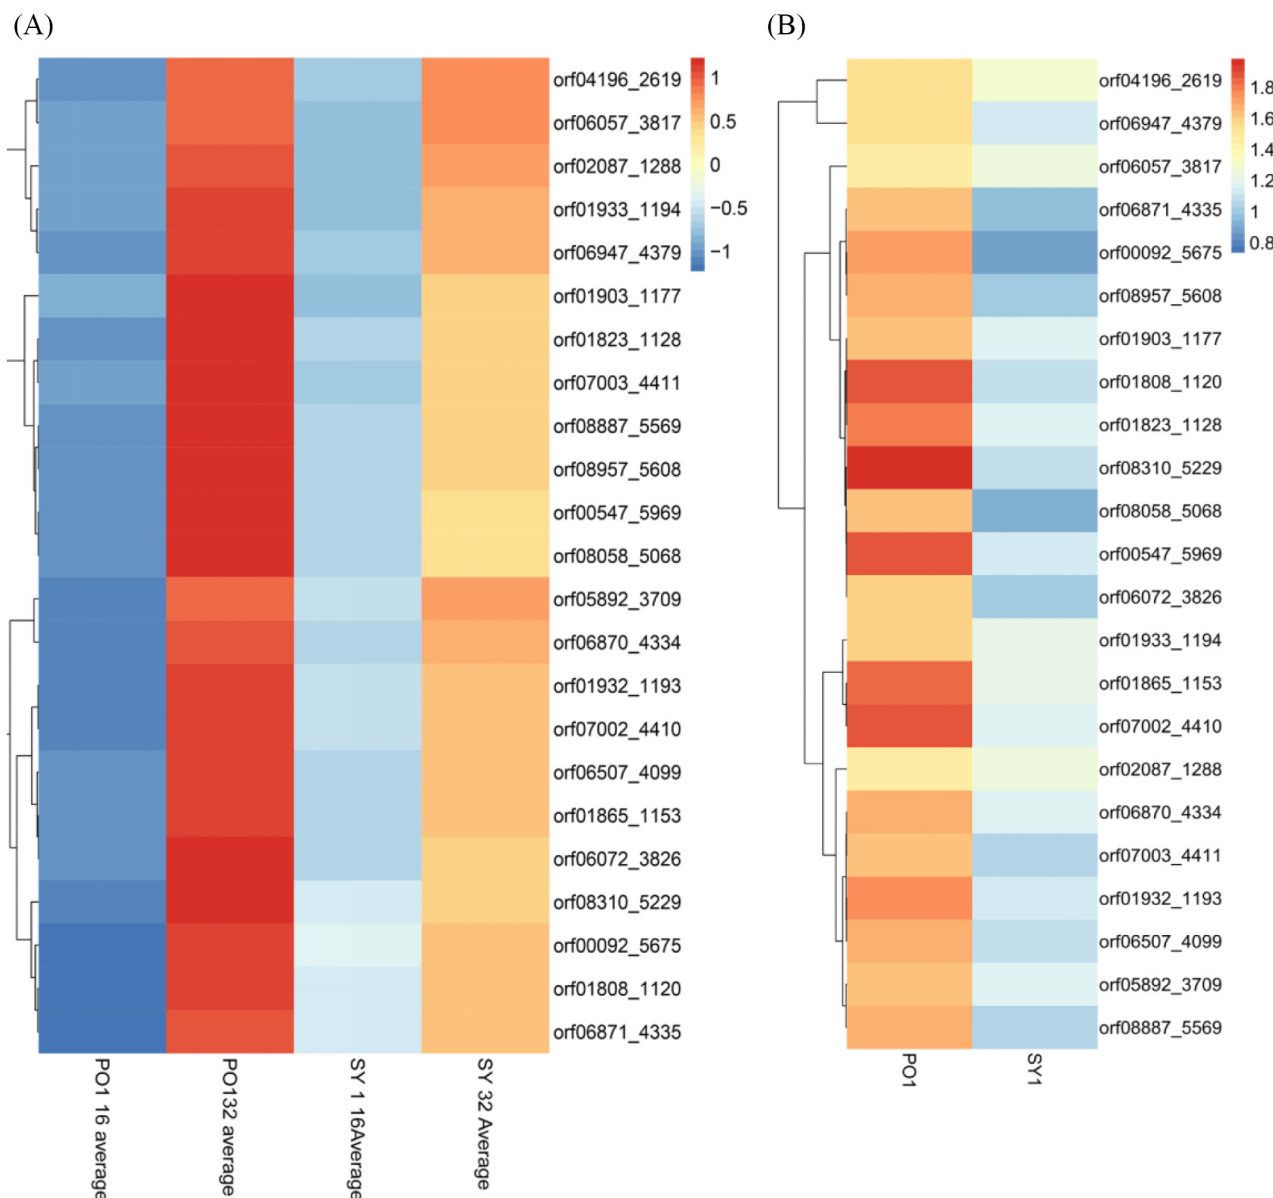 (A)
(B)
orf04196_2619
orf06057_3817
orf02087_1288
orf01933_1194
orf06947_4379
orf01903_1177
orf01823_1128
orf07003_4411
orf08887_5569
orf08957_5608
orf00547_5969
orf08058_5068
orf05892_3709
orf06870_4334
orf01932_1193
orf07002_4410
orf06507_4099
orf01865_1153
orf06072_3826
orf08310_5229
orf00092_5675
orf01808_1120
orf06871_4335
1
0.5
0
−0.5
−1
PO1 16 average
PO132 average
SY 1 16Average
SY 32 Average
orf04196_2619
orf06947_4379
orf06057_3817
orf06871_4335
orf00092_5675
orf08957_5608
orf01903_1177
orf01808_1120
orf01823_1128
orf08310_5229
orf08058_5068
orf00547_5969
orf06072_3826
orf01933_1194
orf01865_1153
orf07002_4410
orf02087_1288
orf06870_4334
orf07003_4411
orf01932_1193
orf06507_4099
orf05892_3709
orf08887_5569
1.8
1.6
1.4
1.2
1
0.8
PO1
SY1